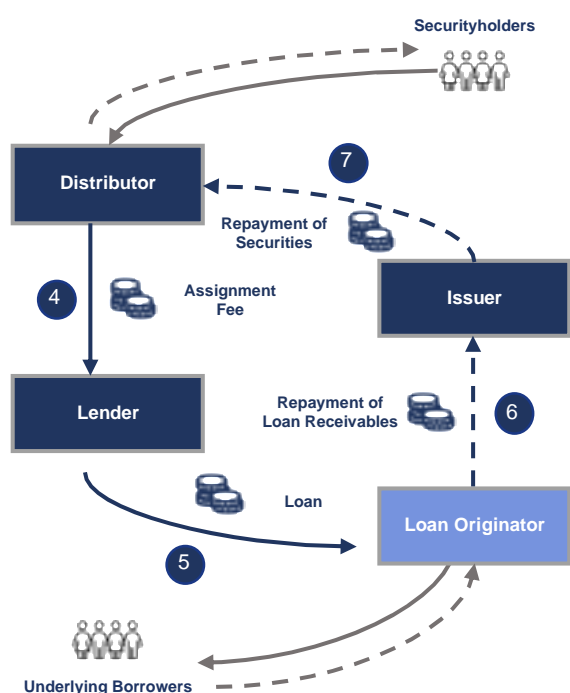 Securityholders
7
Distributor
Repayment of
Securities
4
Assignment
Fee
Issuer
Lender
Repayment of
Loan Receivables
6
Loan
Loan Originator
5
Underlying Borrowers